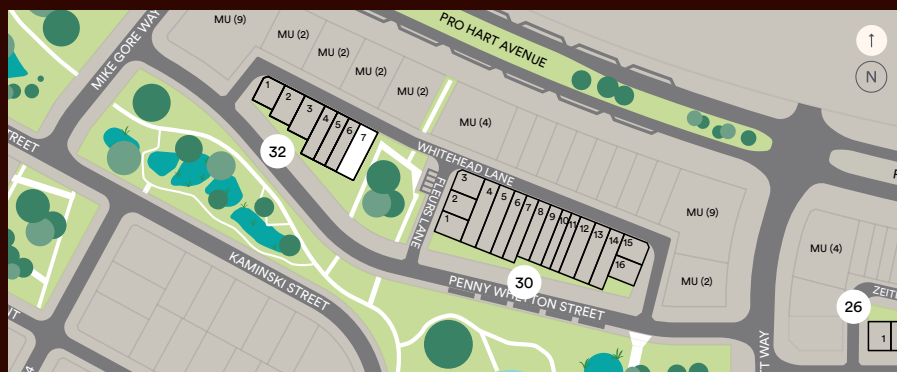 MU (9)
MU (2)
MU (2)
MU (2)
MU (2)
MU (4)
PRO HART AVENUE
↑
N
MIKE GORE WAY
1
2
3
4
5
6
7
32
WHITEHEAD LANE
FLEURS LANE
3
2
1
4
5
6
7
8
9
10
11
12
13
14
15
16
MU (9)
MU (2)
MU (4)
30
PENNY WHETTON STREET
KAMINSKI STREET
26
1